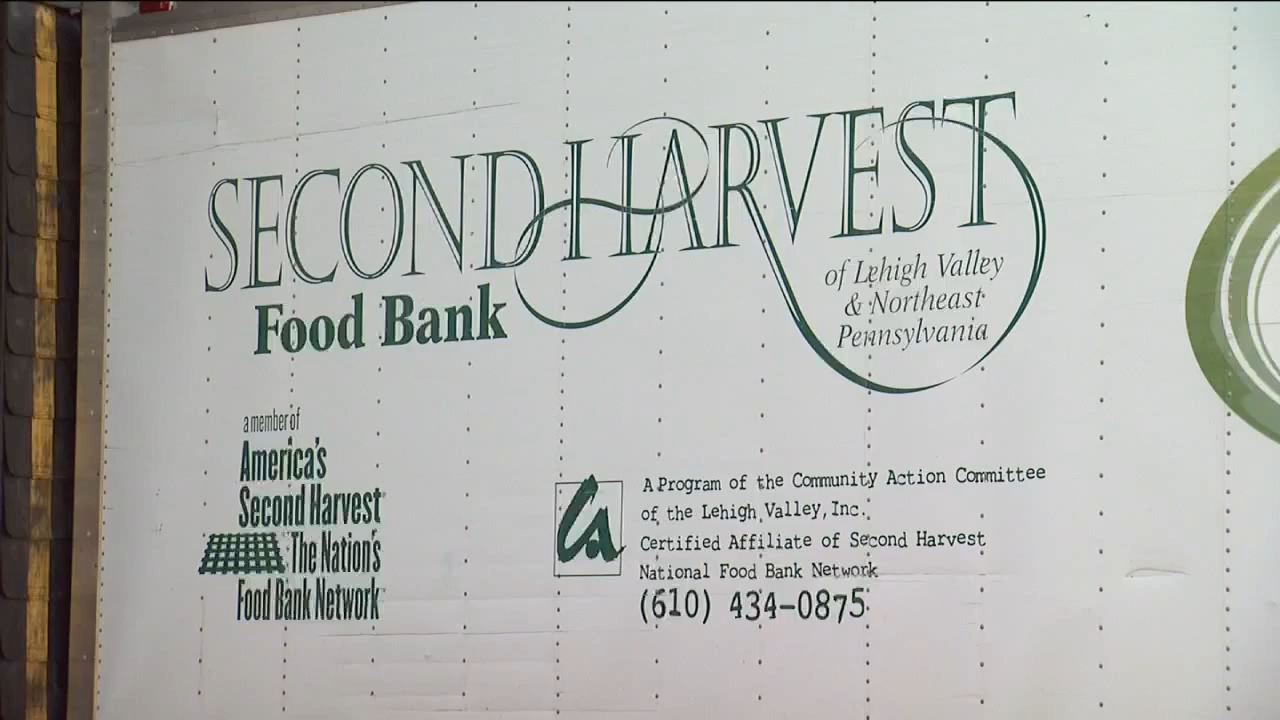 SECOND HARVEST
Food Bank
of Lehigh Valley
& Northeast
Pennsylvania
a member of
America's
Second Harvest
The Nation's
Food Bank Network
CA
A Program of the Community Action Committee
of the Lehigh Valley, Inc.
Certified Affiliate of Second Harvest
National Food Bank Network
(610) 434-0875